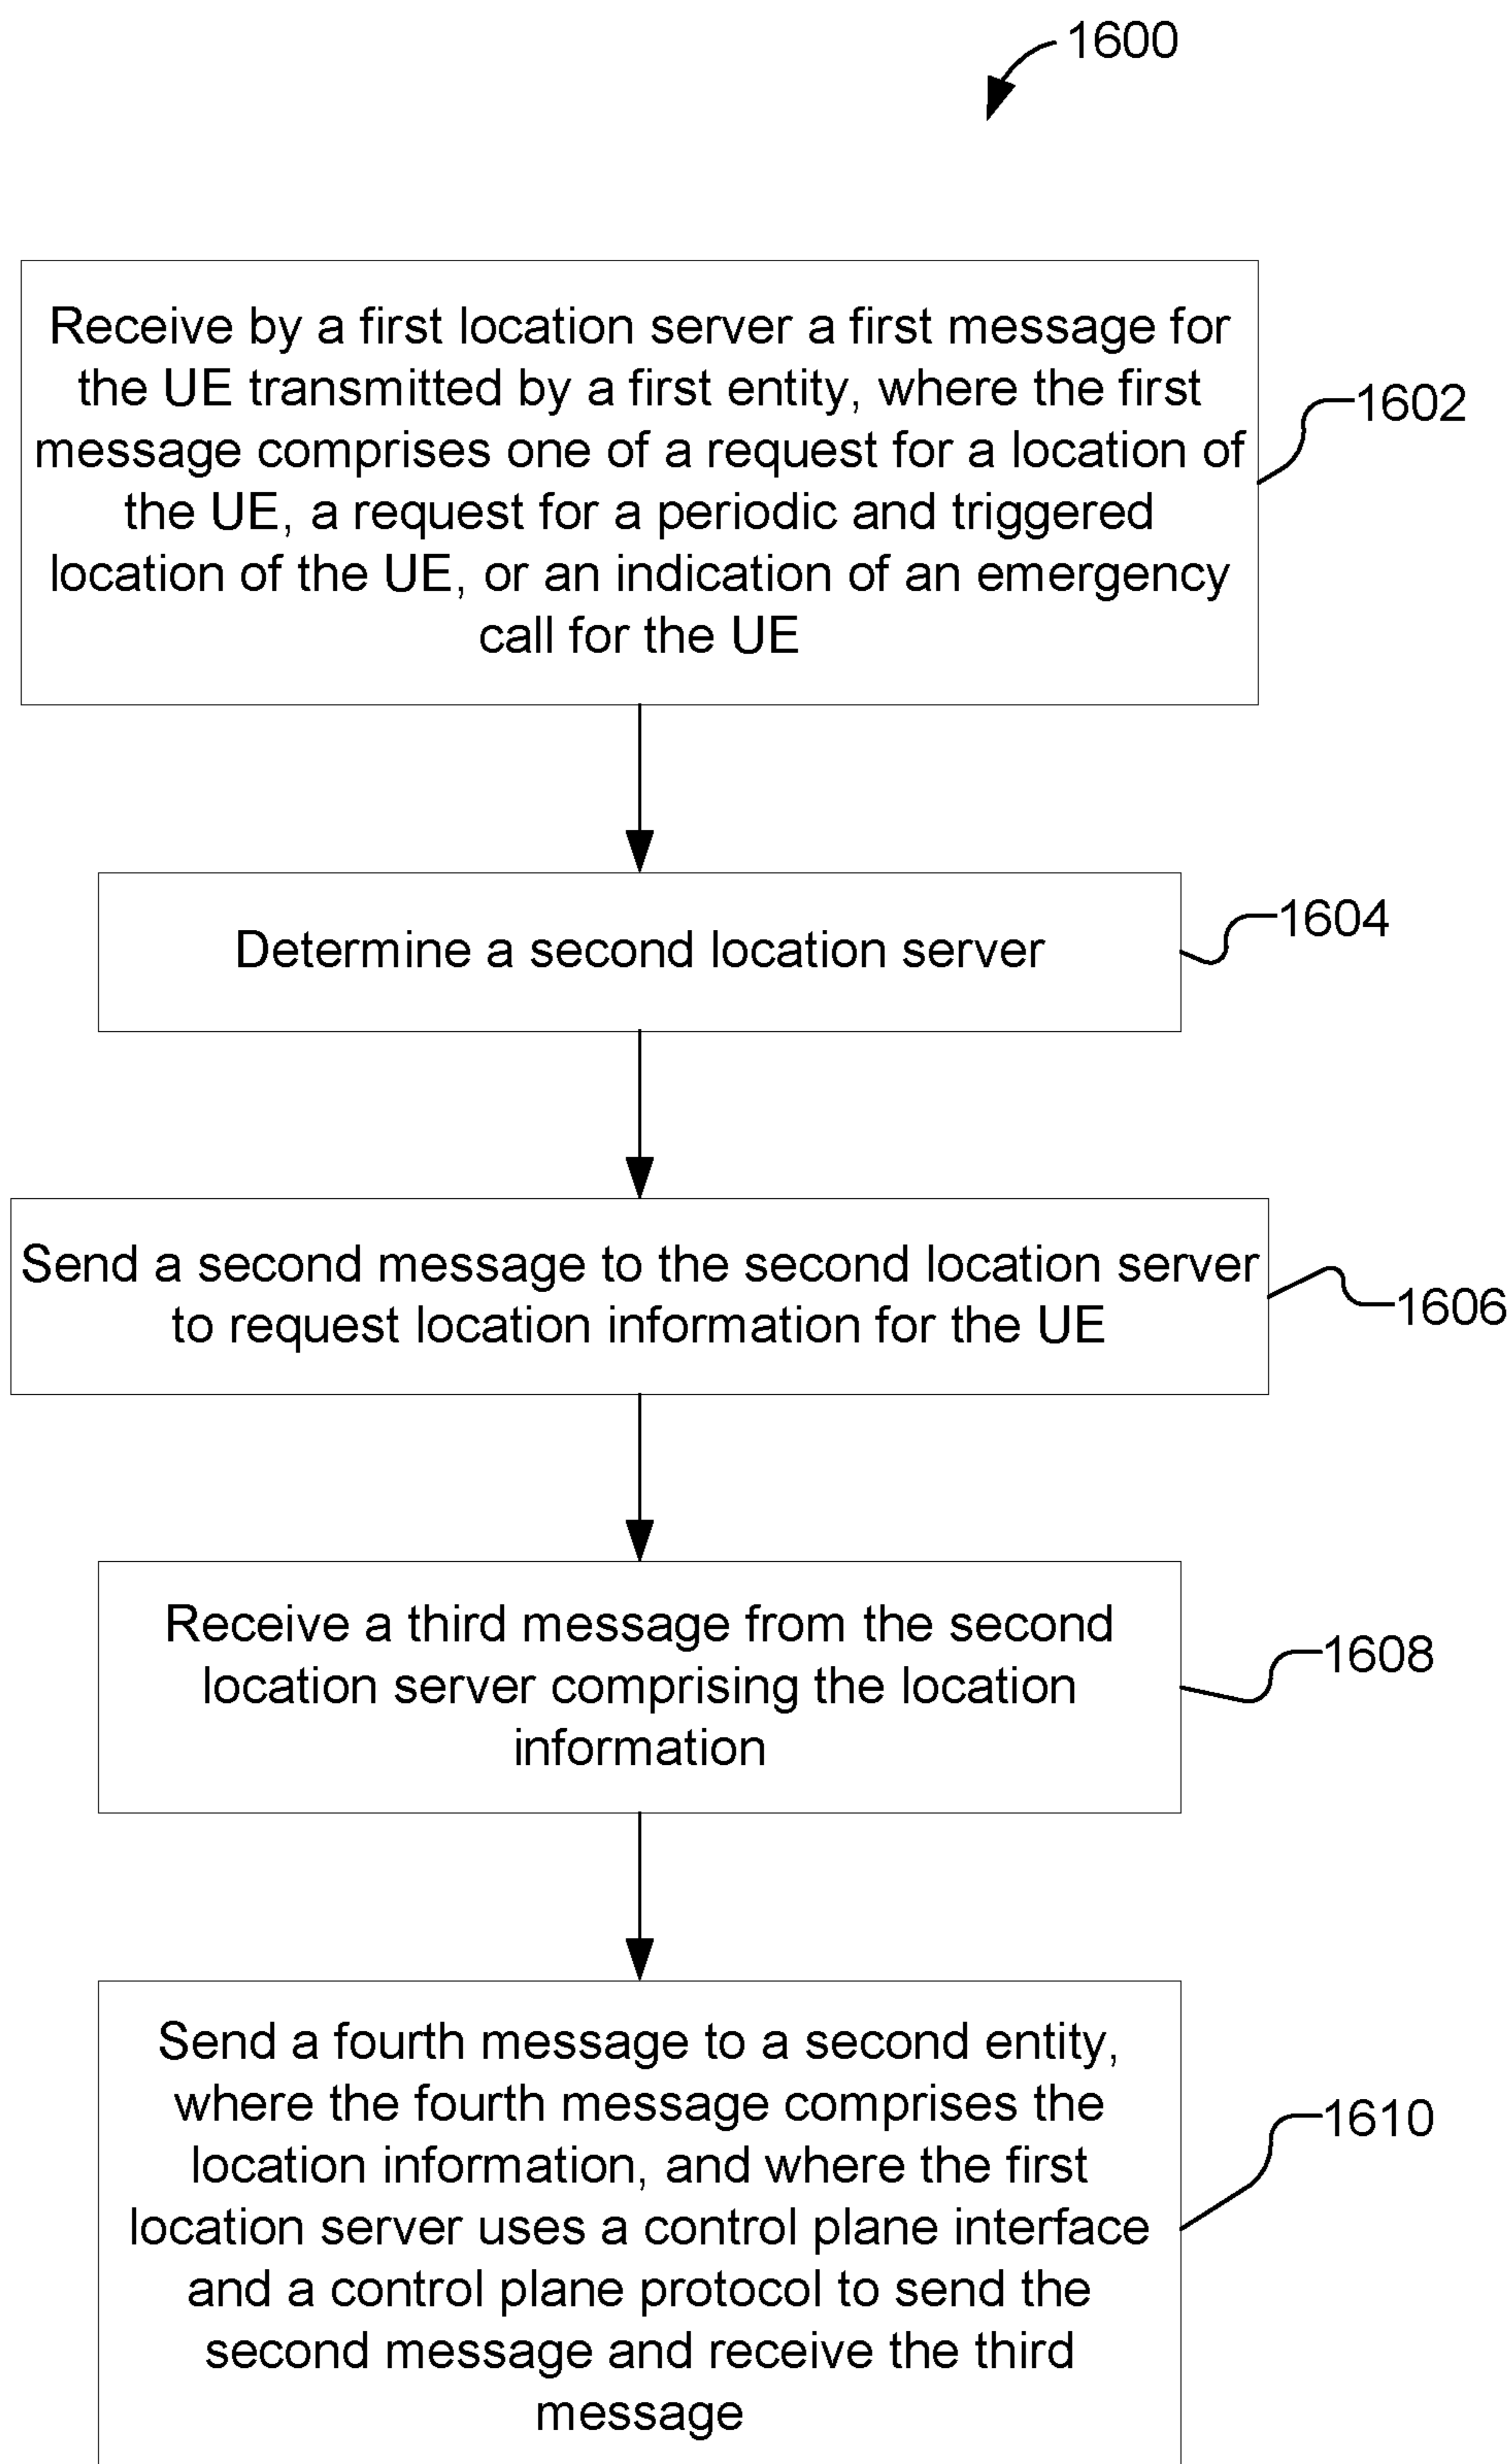 1600
Receive by a first location server a first message for
the UE transmitted by a first entity, where the first
message comprises one of a request for a location of
the UE, a request for a periodic and triggered
location of the UE, or an indication of an emergency
call for the UE
1602
Determine a second location server
1604
Send a second message to the second location server
to request location information for the UE
1606
Receive a third message from the second
location server comprising the location
information
1608
Send a fourth message to a second entity,
where the fourth message comprises the
location information, and where the first
location server uses a control plane interface
and a control plane protocol to send the
second message and receive the third
message
1610